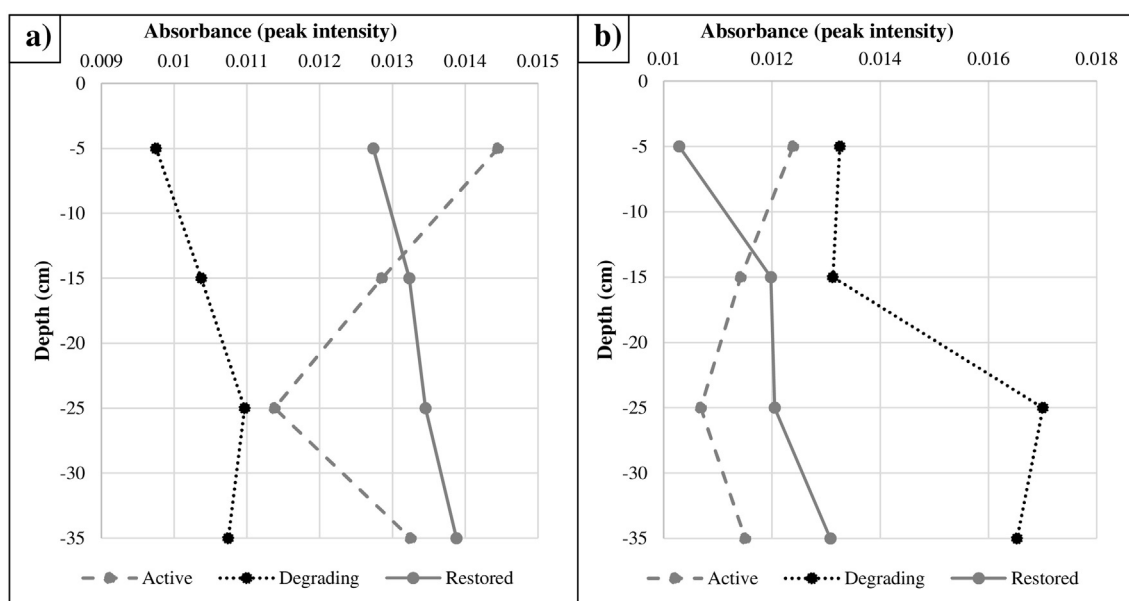 a)
Absorbance (peak intensity)
0.009 0.01 0.011 0.012 0.013 0.014 0.015
0
-5
-10
-15
-20
-25
-30
-35
Depth (cm)
Active Degrading Restored
b)
Absorbance (peak intensity)
0.01 0.012 0.014 0.016 0.018
0
-5
-10
-15
-20
-25
-30
-35
Depth (cm)
Active Degrading Restored